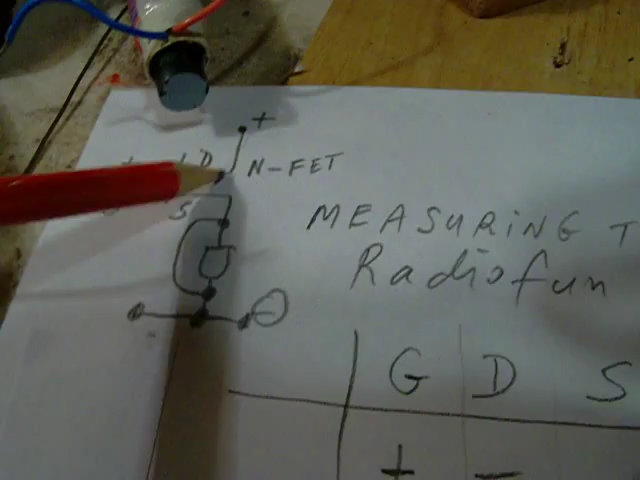 +
D N-FET
S
MEASURING T
Radiofun
G D S
+ −